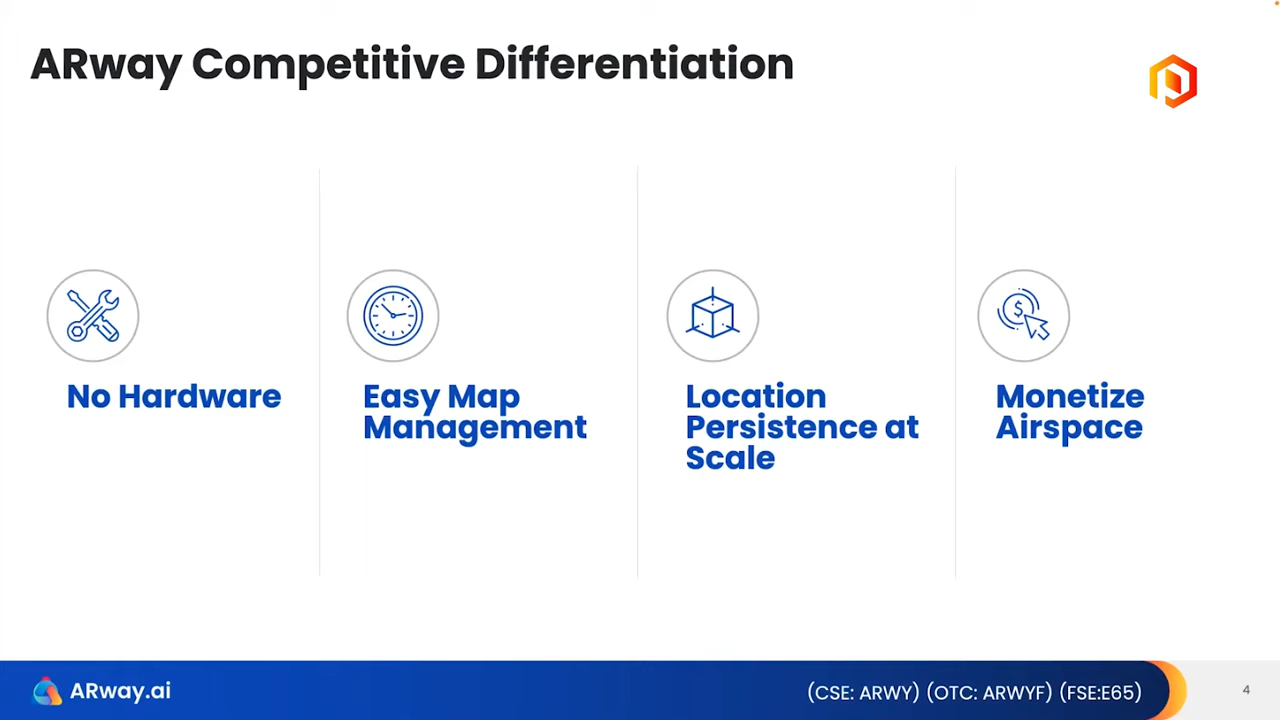 ARway Competitive Differentiation
No Hardware
Easy Map
Management
Location
Persistence at
Scale
Monetize
Airspace
ARway.ai
(CSE: ARWY) (OTC: ARWYF) (FSE:E65)
4